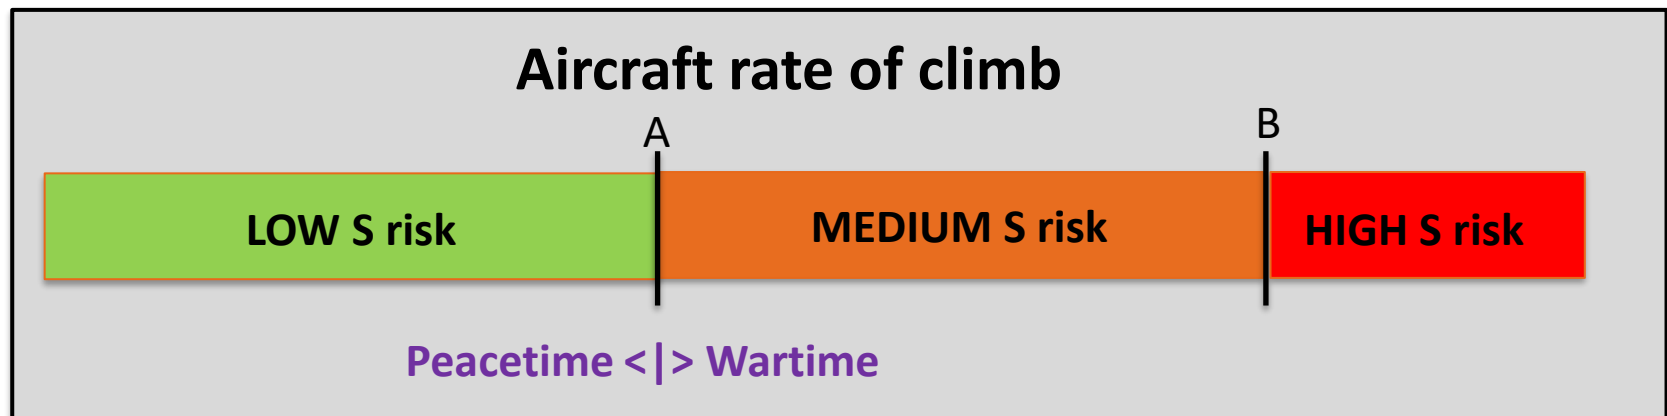 Aircraft rate of climb
A
B
LOW S risk
MEDIUM S risk
HIGH S risk
Peacetime <|> Wartime